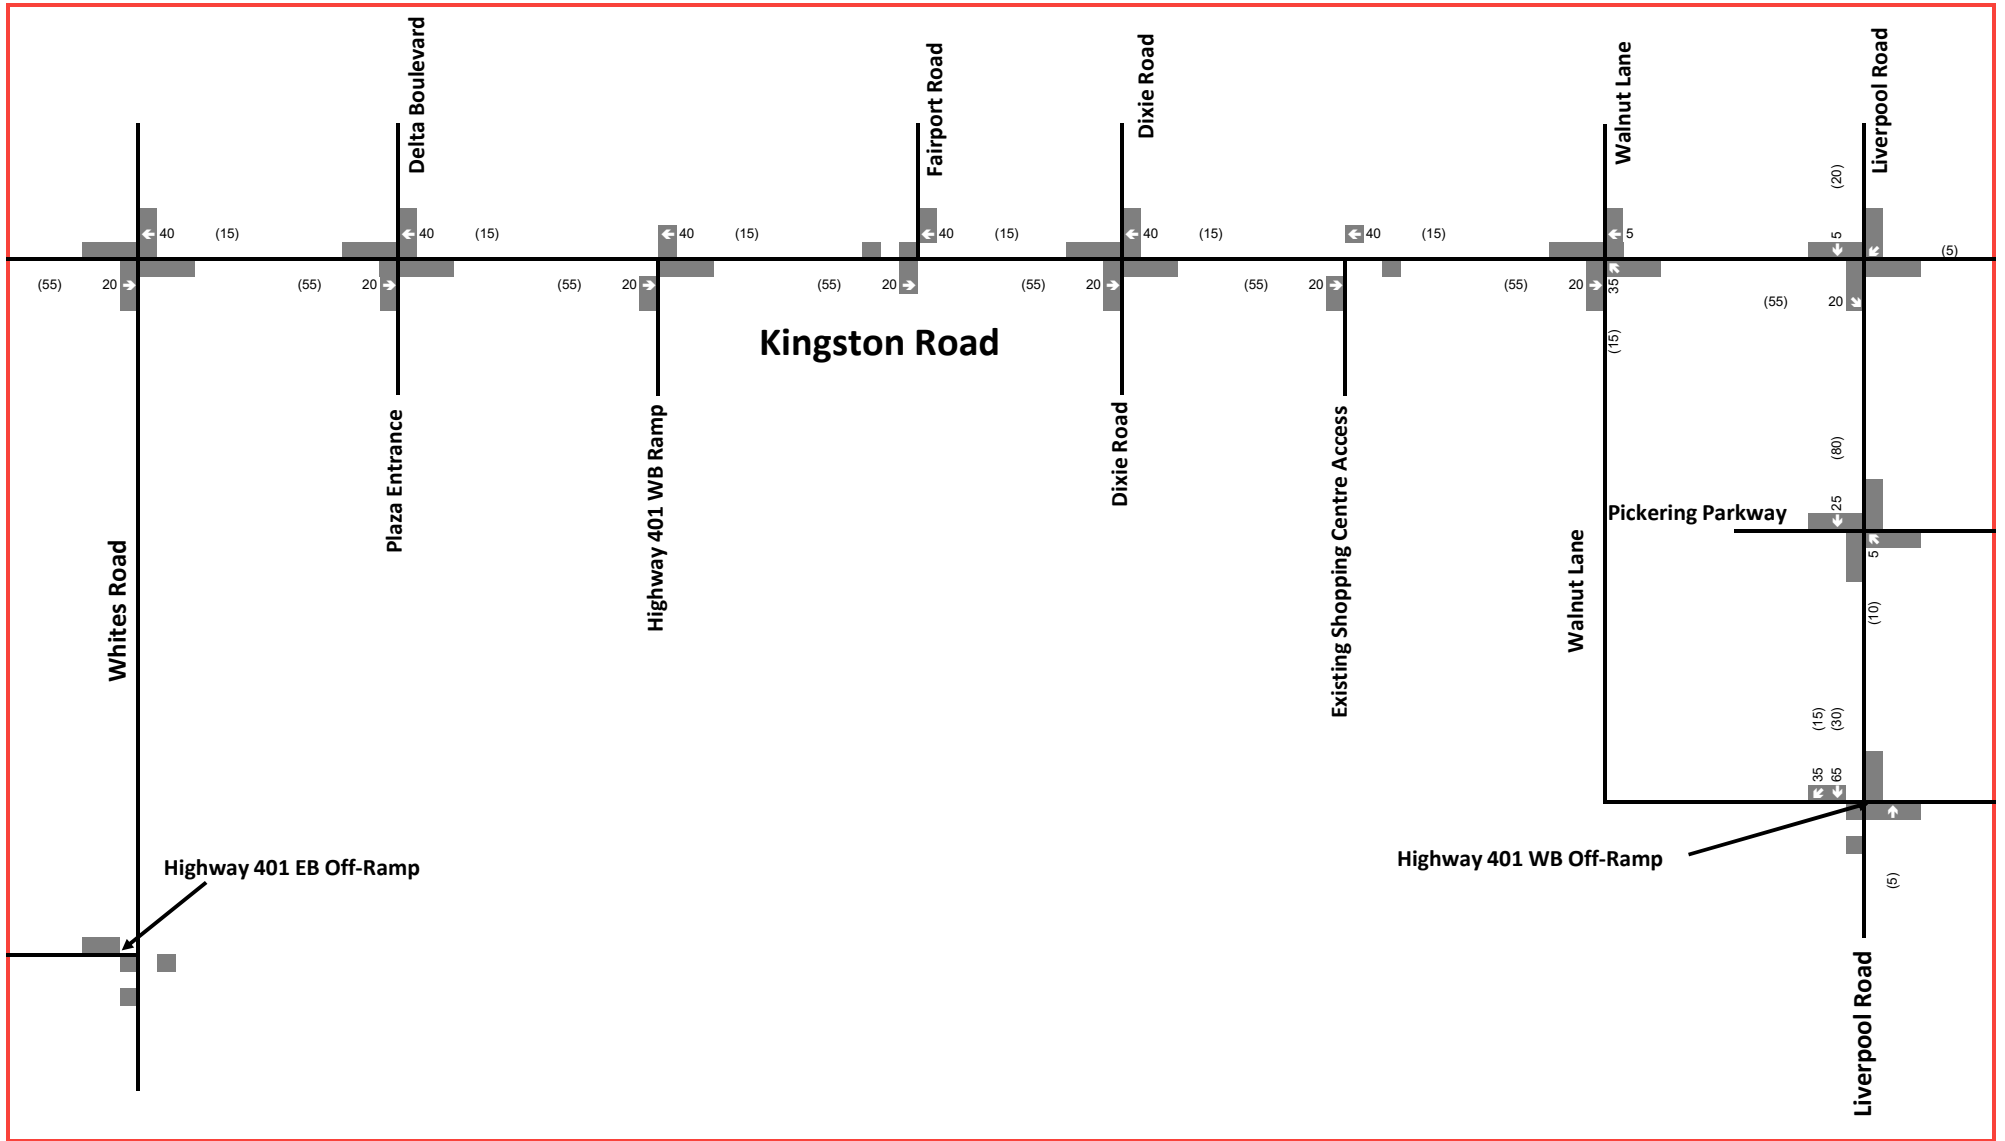 Delta Boulevard
Fairport Road
Dixie Road
Walnut Lane
Liverpool Road
(20)
40 (15)
40 (15)
40 (15)
40 (15)
40 (15)
40 (15)
5
5
(5)
(55) 20
(55) 20
(55) 20
(55) 20
(55) 20
(55) 20
(55) 20
35
(15)
(55) 20
Kingston Road
Plaza Entrance
Highway 401 WB Ramp
Dixie Road
Existing Shopping Centre Access
(80)
25
Pickering Parkway
5
(10)
Whites Road
Walnut Lane
(15)
(30)
35
65
Highway 401 EB Off-Ramp
Highway 401 WB Off-Ramp
(5)
Liverpool Road